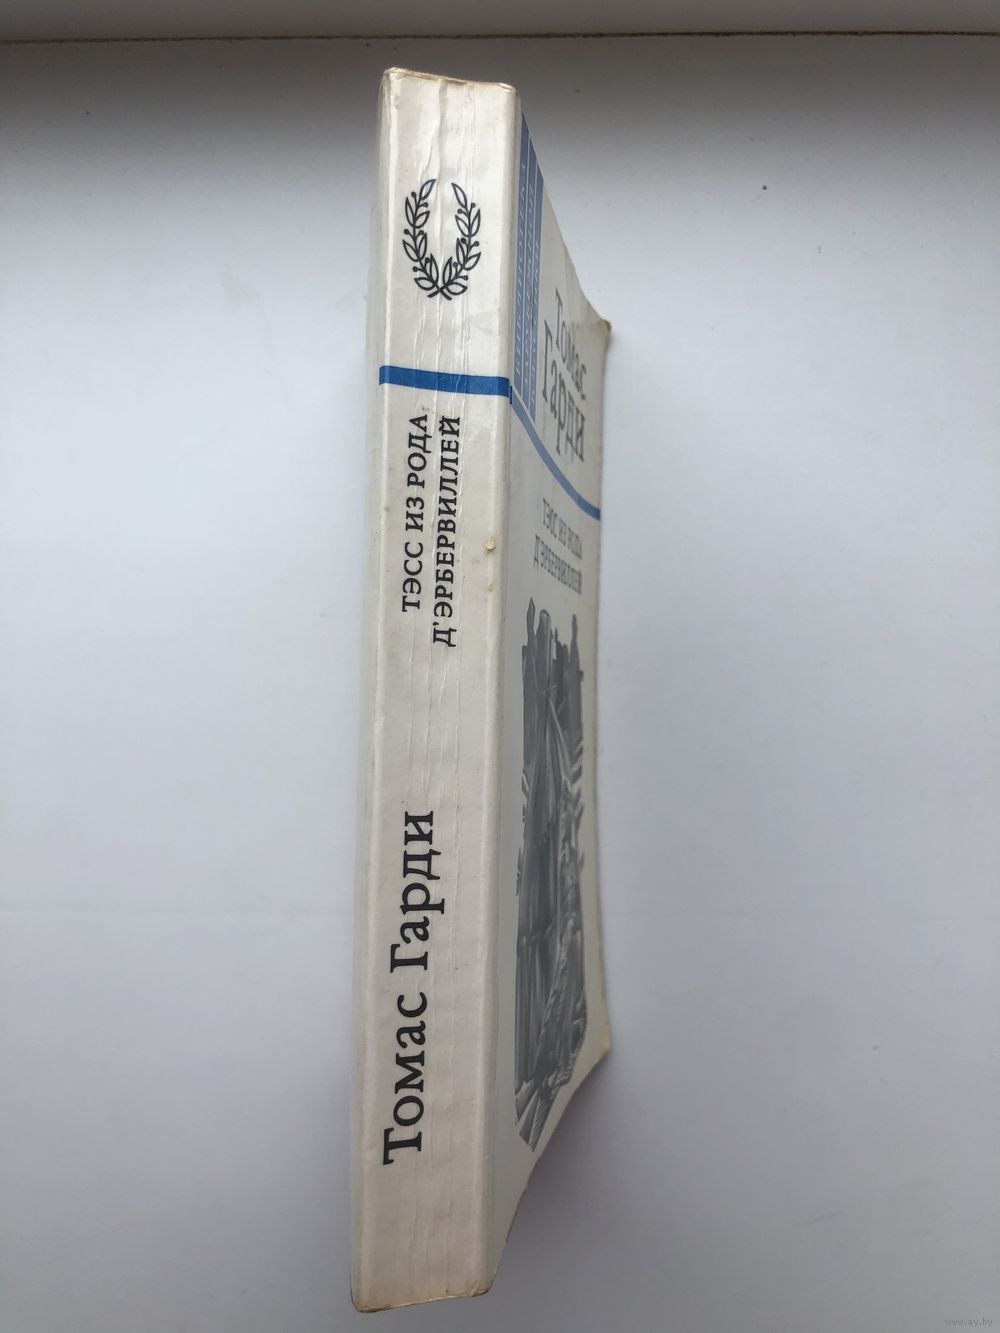 Томас Гарди
ТЭСС ИЗ РОДА
Д'ЭРБЕРВИЛЛЕЙ
Томас
Гарди
ТЭСС ИЗ РОДА
Д'ЭРБЕРВИЛЛЕЙ
www.ay.by